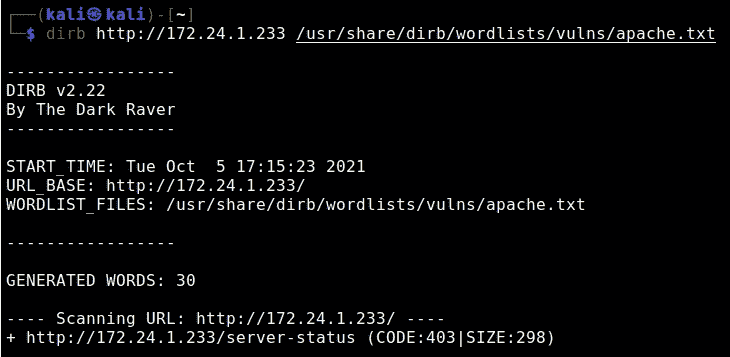 ┌──(kali㉿kali)-[~]
└─$ dirb http://172.24.1.233 /usr/share/dirb/wordlists/vulns/apache.txt
-----------------
DIRB v2.22
By The Dark Raver
-----------------
START_TIME: Tue Oct  5 17:15:23 2021
URL_BASE: http://172.24.1.233/
WORDLIST_FILES: /usr/share/dirb/wordlists/vulns/apache.txt
-----------------
GENERATED WORDS: 30
---- Scanning URL: http://172.24.1.233/ ----
+ http://172.24.1.233/server-status (CODE:403|SIZE:298)